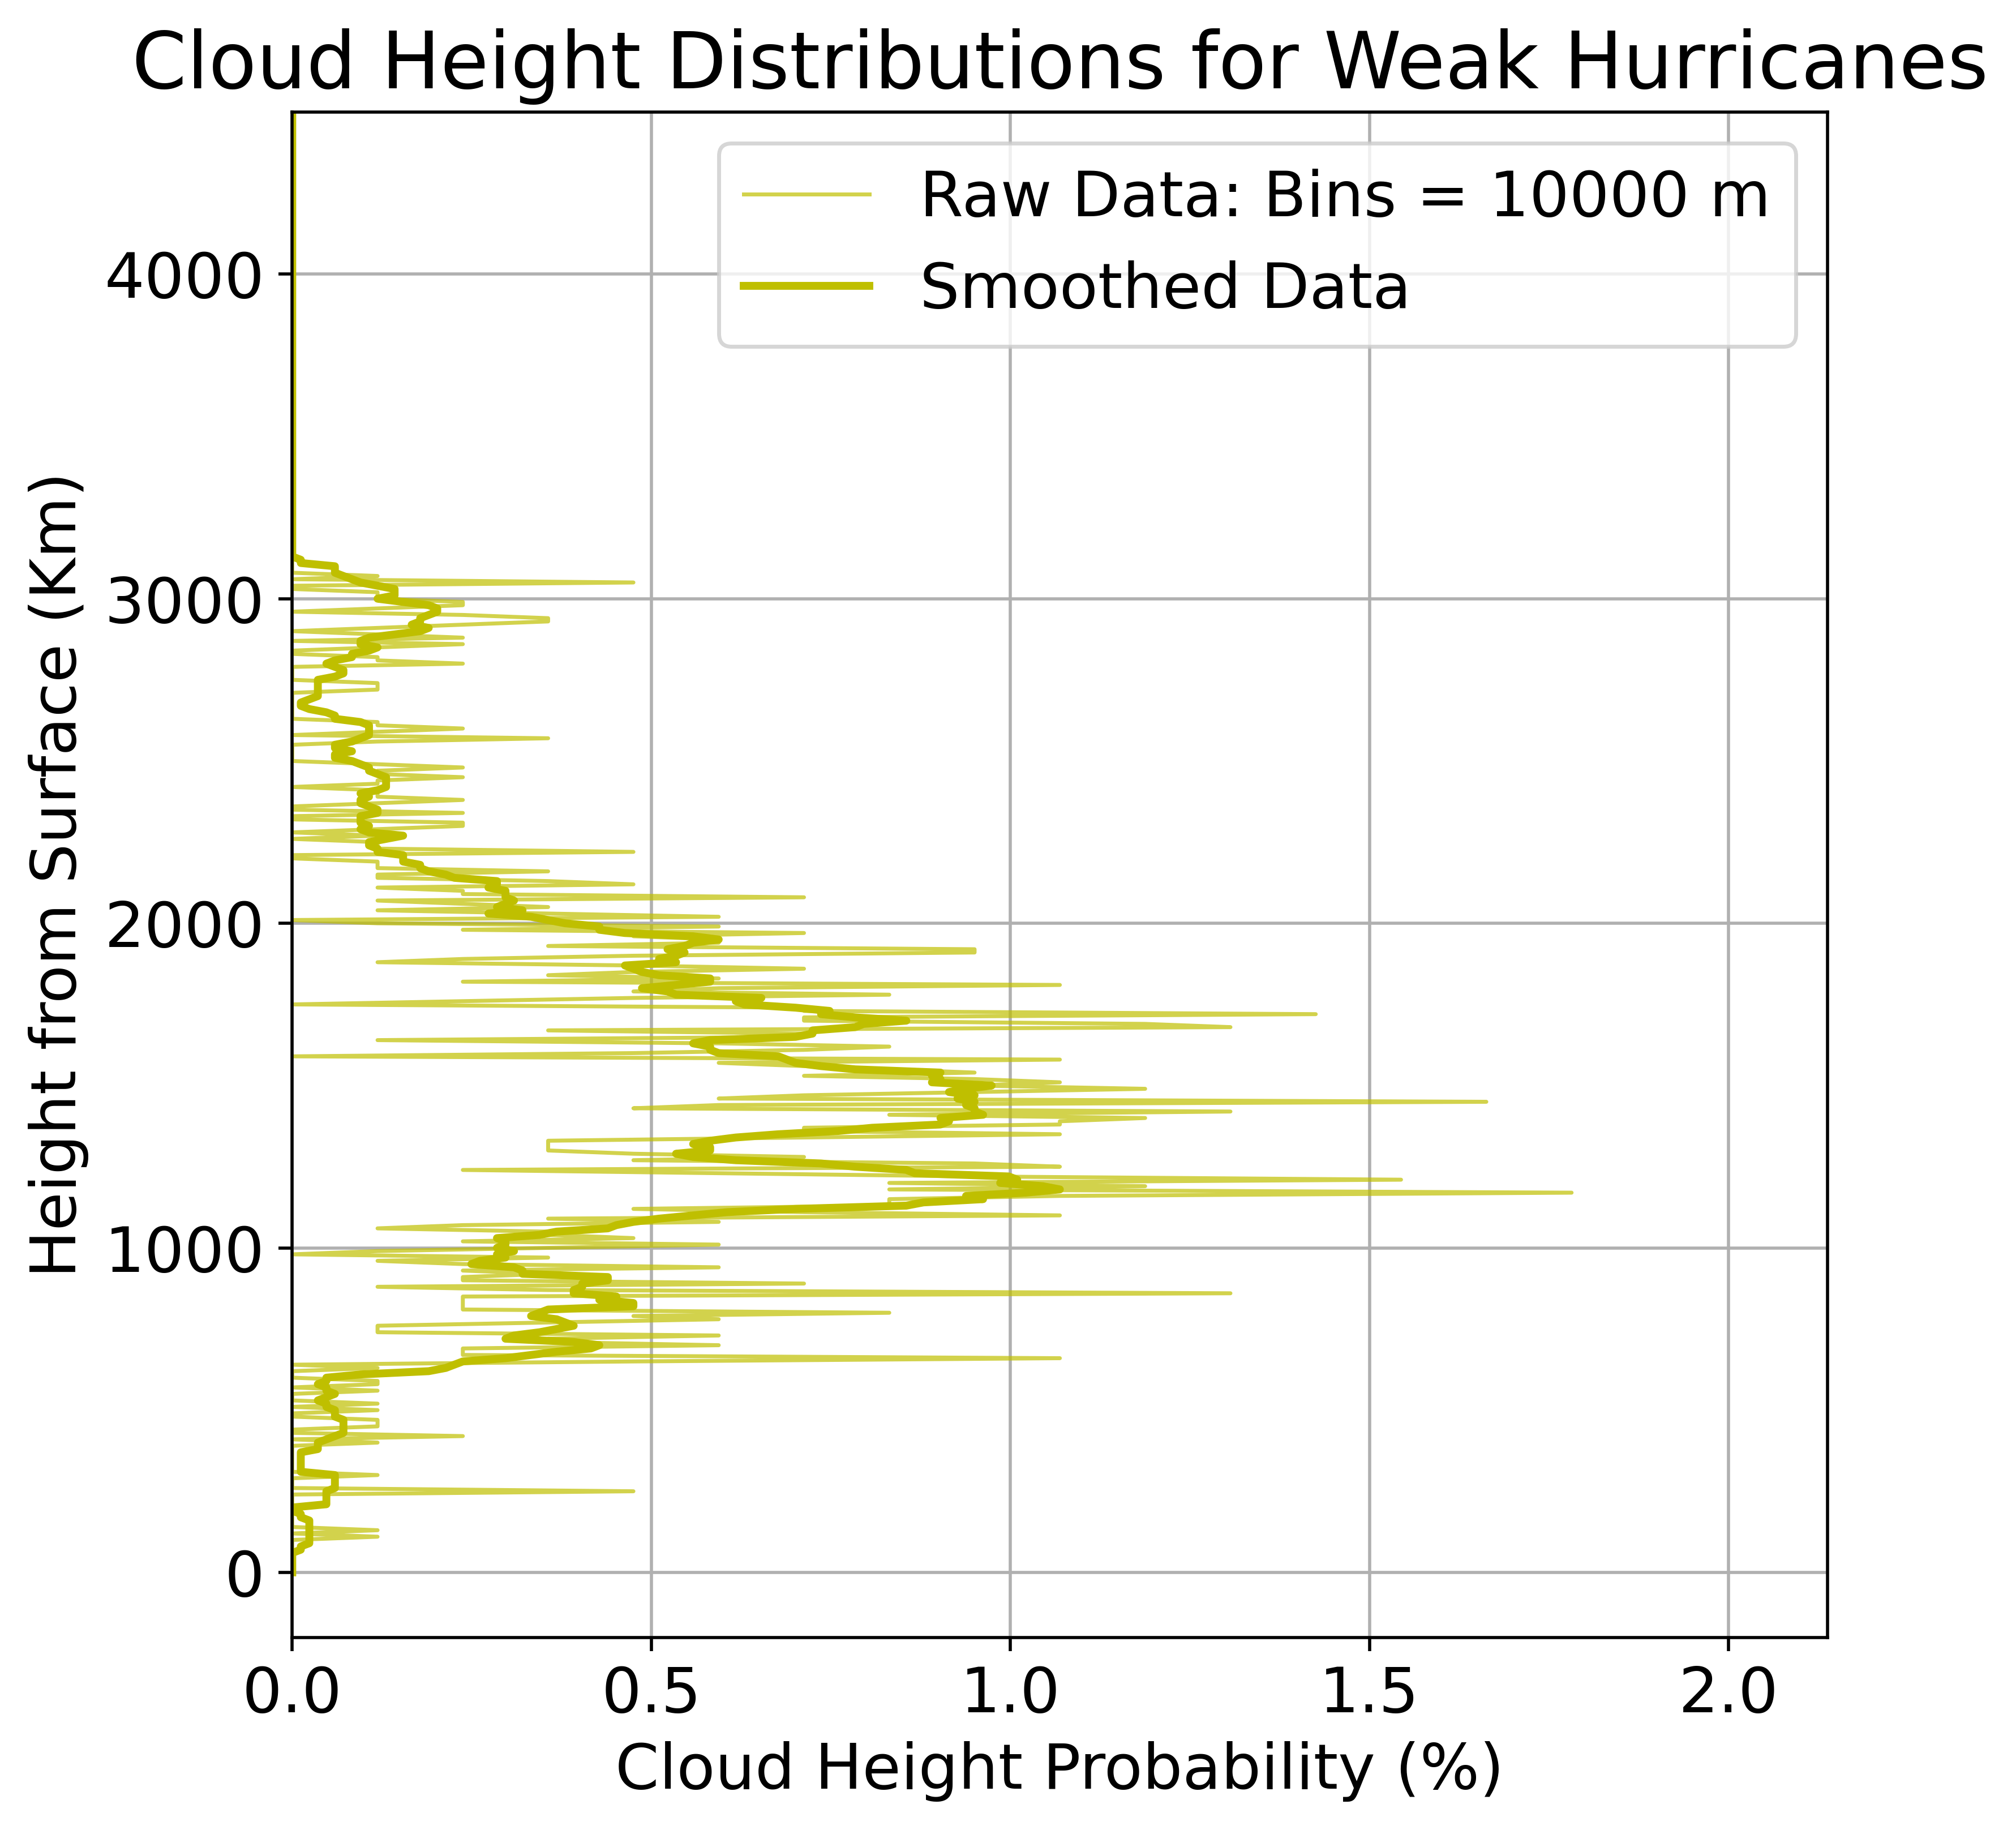 Cloud Height Distributions for Weak Hurricanes
Raw Data: Bins = 10000 m
Smoothed Data
Height from Surface (Km)
4000
3000
2000
1000
0
0.0 0.5 1.0 1.5 2.0
Cloud Height Probability (%)